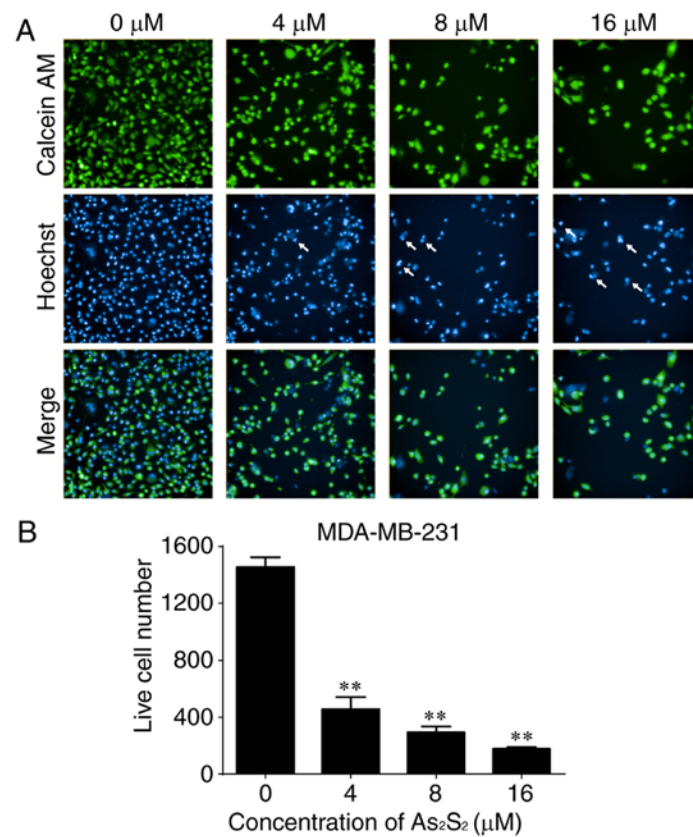 A
0 μM 4 μM 8 μM 16 μM
Calcein AM
Hoechst
Merge
B
MDA-MB-231
Live cell number
1600
1200
800
400
0
** ** **
0 4 8 16
Concentration of As₂S₂ (μM)